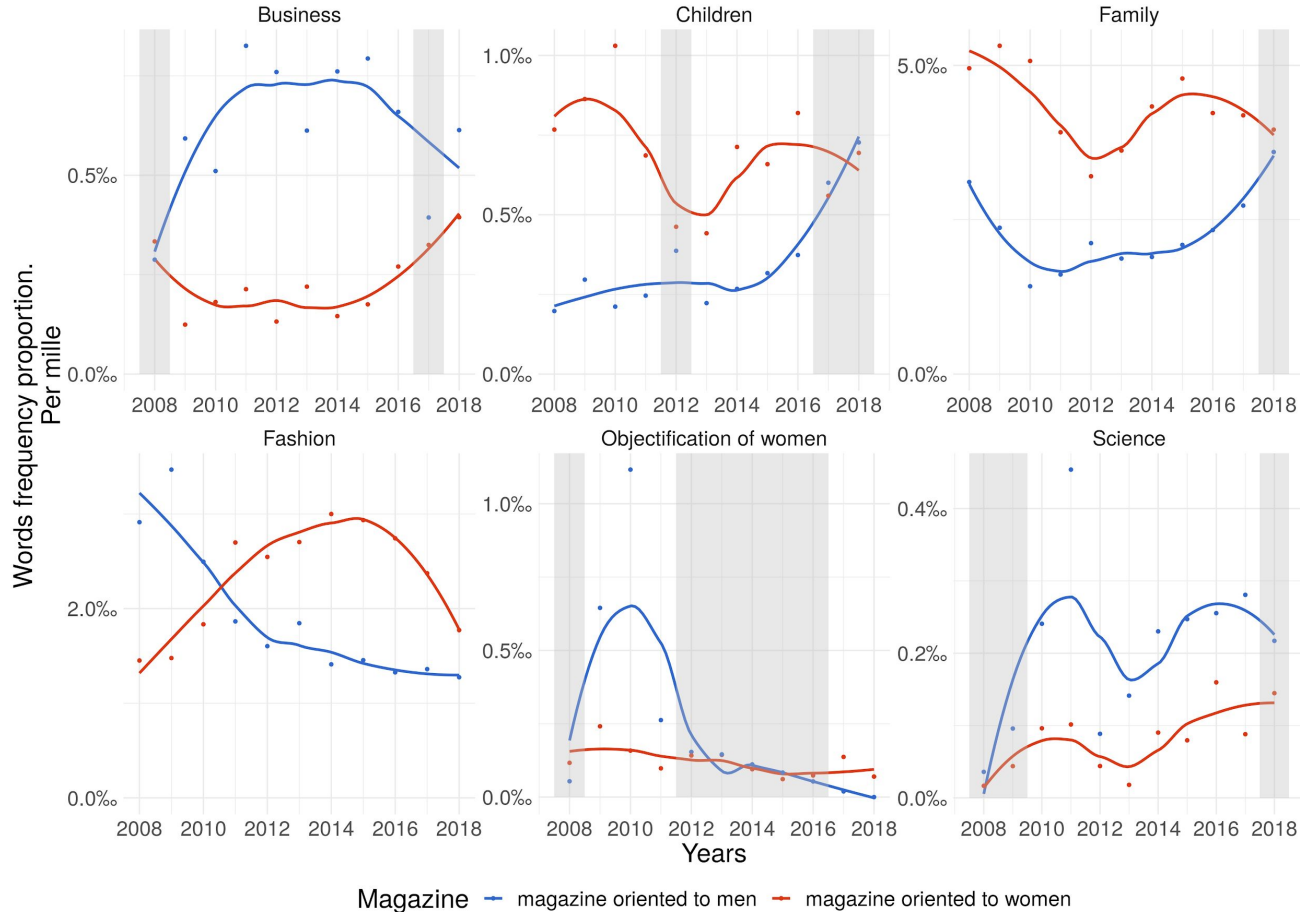 Business
Children
Family
0.5‰
0.0‰
1.0‰
0.5‰
0.0‰
5.0‰
0.0‰
2008 2010 2012 2014 2016 2018
2008 2010 2012 2014 2016 2018
2008 2010 2012 2014 2016 2018
Words frequency proportion.
Per mille
Fashion
Objectification of women
Science
2.0‰
0.0‰
1.0‰
0.5‰
0.0‰
0.4‰
0.2‰
0.0‰
2008 2010 2012 2014 2016 2018
2008 2010 2012 2014 2016 2018
2008 2010 2012 2014 2016 2018
Years
Magazine magazine oriented to men magazine oriented to women